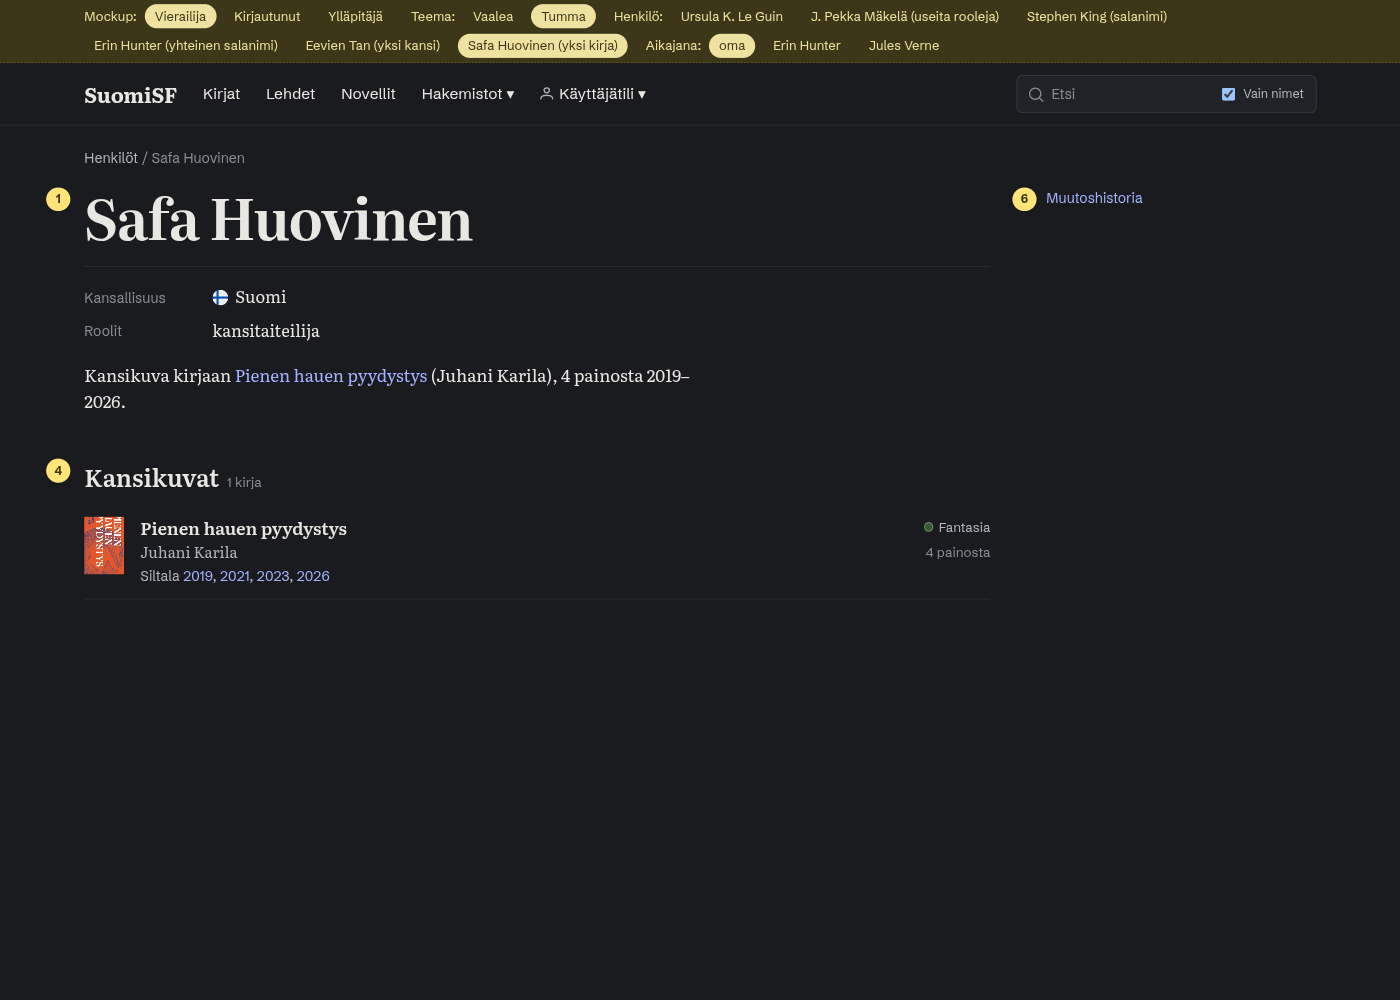 Mockup: Vierailija Kirjautunut Ylläpitäjä Teema: Vaalea Tumma Henkilö: Ursula K. Le Guin J. Pekka Mäkelä (useita rooleja) Stephen King (salanimi)
Erin Hunter (yhteinen salanimi) Eevien Tan (yksi kansi) Safa Huovinen (yksi kirja) Aikajana: oma Erin Hunter Jules Verne
SuomiSF Kirjat Lehdet Novellit Hakemistot ▾ Käyttäjätili ▾ Etsi Vain nimet
Henkilöt / Safa Huovinen
1 Safa Huovinen
6 Muutoshistoria
Kansallisuus Suomi
Roolit kansitaiteilija
Kansikuva kirjaan Pienen hauen pyydystys (Juhani Karila), 4 painosta 2019–
2026.
4 Kansikuvat 1 kirja
PIENEN
HAUEN
PYYDYSTYS
Pienen hauen pyydystys Fantasia
Juhani Karila 4 painosta
Siltala 2019, 2021, 2023, 2026